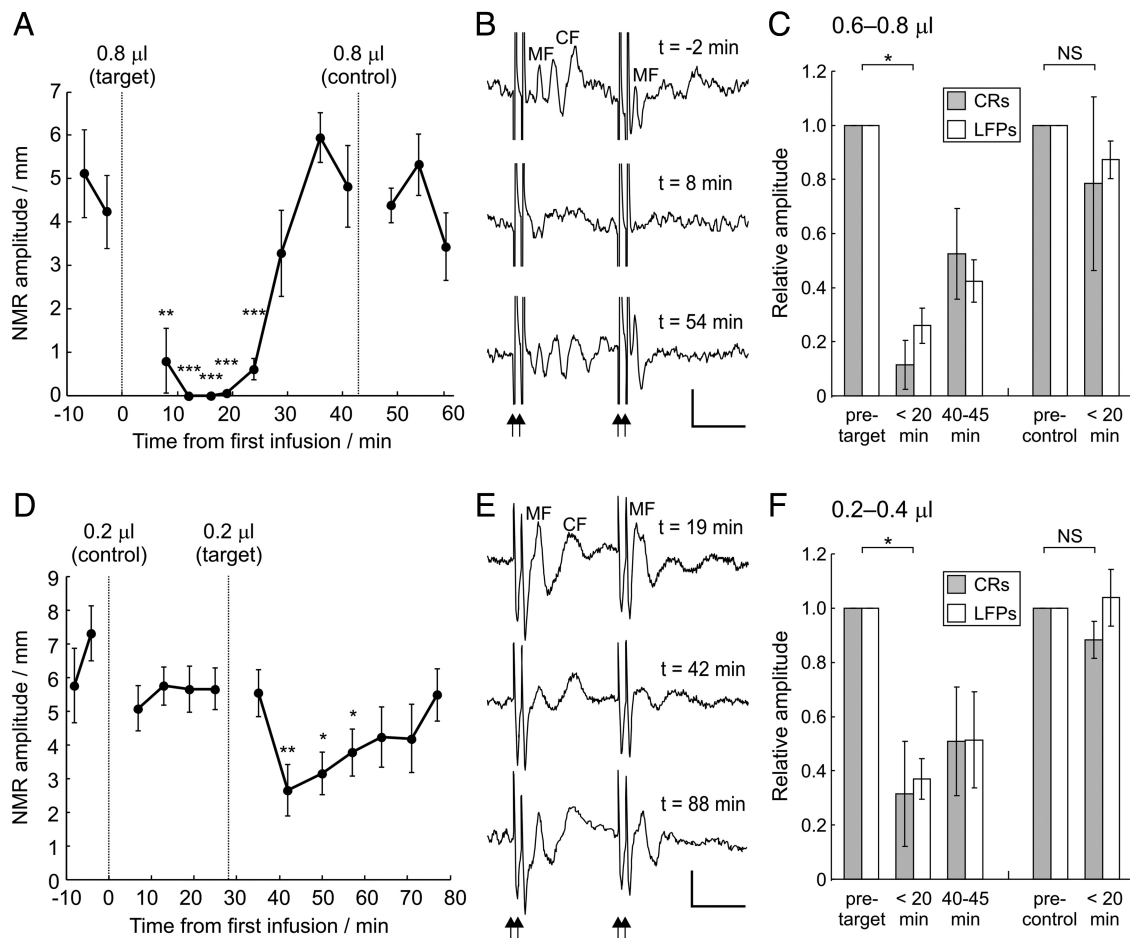 A
0.8 µl
(target)
0.8 µl
(control)
NMR amplitude / mm
7
6
5
4
3
2
1
0
**
***
***
***
***
-10 0 10 20 30 40 50 60
Time from first infusion / min
B
MF
CF
MF
t = -2 min
t = 8 min
t = 54 min
C
0.6–0.8 µl
*
NS
CRs
LFPs
Relative amplitude
1.2
1.0
0.8
0.6
0.4
0.2
0
pre-
target
< 20
min
40-45
min
pre-
control
< 20
min
D
0.2 µl
(control)
0.2 µl
(target)
NMR amplitude / mm
9
8
7
6
5
4
3
2
1
0
**
*
*
-10 0 10 20 30 40 50 60 70 80
Time from first infusion / min
E
MF
CF
MF
t = 19 min
t = 42 min
t = 88 min
F
0.2–0.4 µl
*
NS
CRs
LFPs
Relative amplitude
1.2
1.0
0.8
0.6
0.4
0.2
0
pre-
target
< 20
min
40-45
min
pre-
control
< 20
min